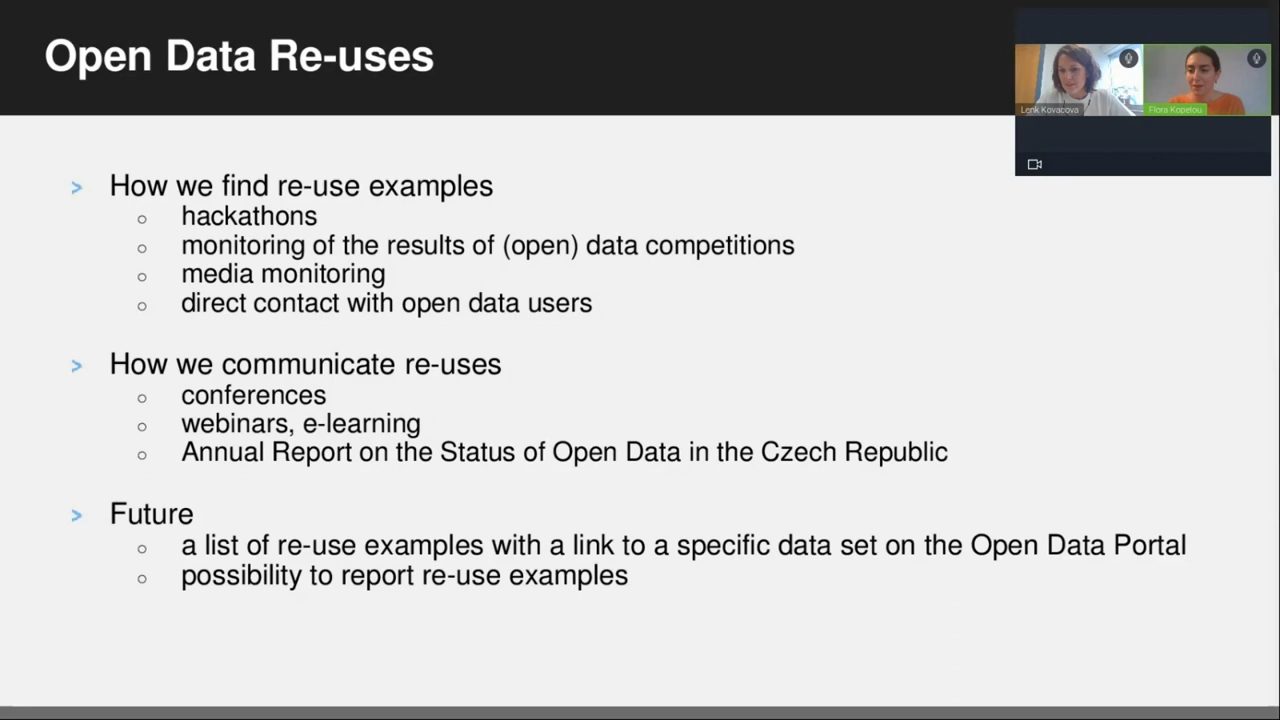 Open Data Re-uses
Lenk Kovacova
Flora Kopelou
> How we find re-use examples
○ hackathons
○ monitoring of the results of (open) data competitions
○ media monitoring
○ direct contact with open data users
> How we communicate re-uses
○ conferences
○ webinars, e-learning
○ Annual Report on the Status of Open Data in the Czech Republic
> Future
○ a list of re-use examples with a link to a specific data set on the Open Data Portal
○ possibility to report re-use examples